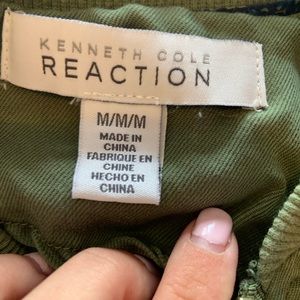 KENNETH COLE
REACTION
M/M/M
MADE IN
CHINA
FABRIQUE EN
CHINE
HECHO EN
CHINA